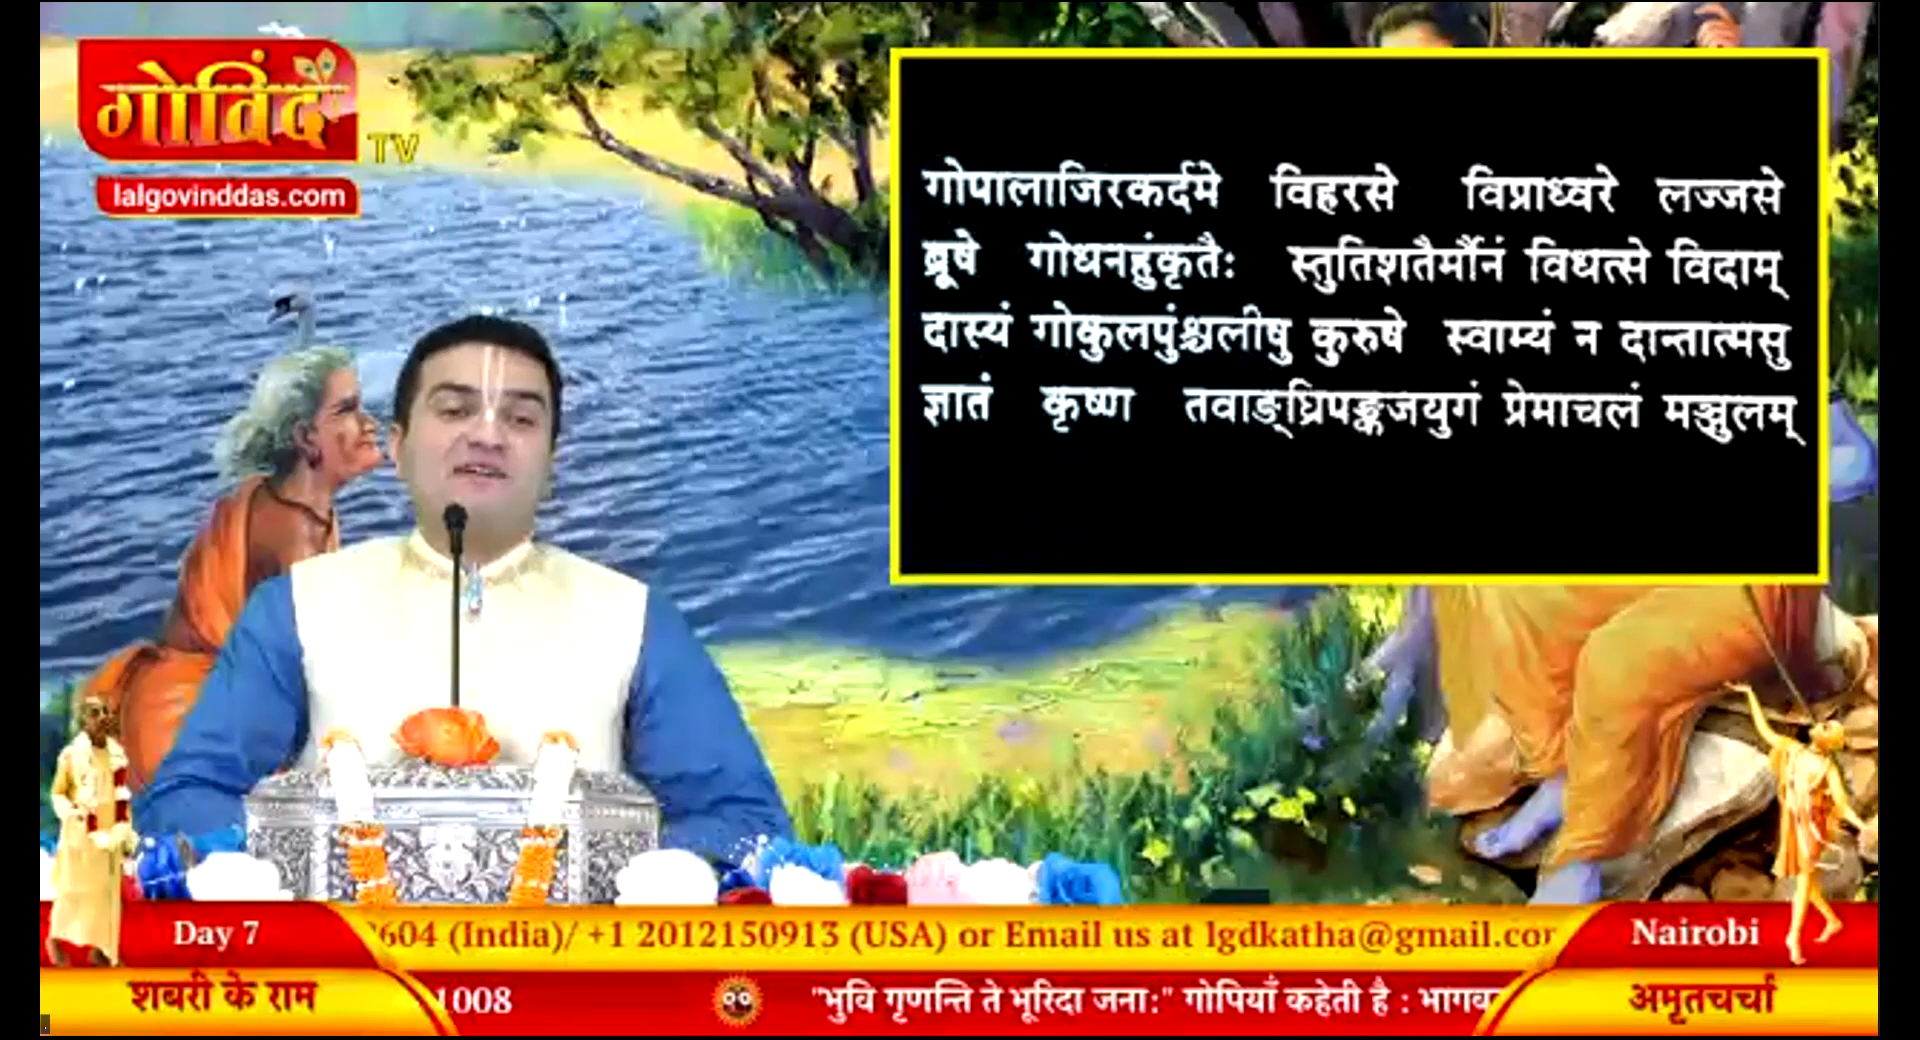 गोविंद
TV
lalgovinddas.com
गोपालाजिरकर्दमे विहरसे विप्राध्वरे लज्जसे
ब्रूषे गोधनहुंकृतैः स्तुतिशतैर्मौनं विधत्से विदाम्
दास्यं गोकुलपुंश्चलीषु कुरुषे स्वाम्यं न दान्तात्मसु
ज्ञातं कृष्ण तवाङ्घ्रिपङ्कजयुगं प्रेमाचलं मञ्जुलम्
Day 7
604 (India)/ +1 2012150913 (USA) or Email us at lgdkatha@gmail.com
Nairobi
शबरी के राम
1008
"भुवि गृणन्ति ते भूरिदा जनाः" गोपियाँ कहेती है : भागव
अमृतचर्चा